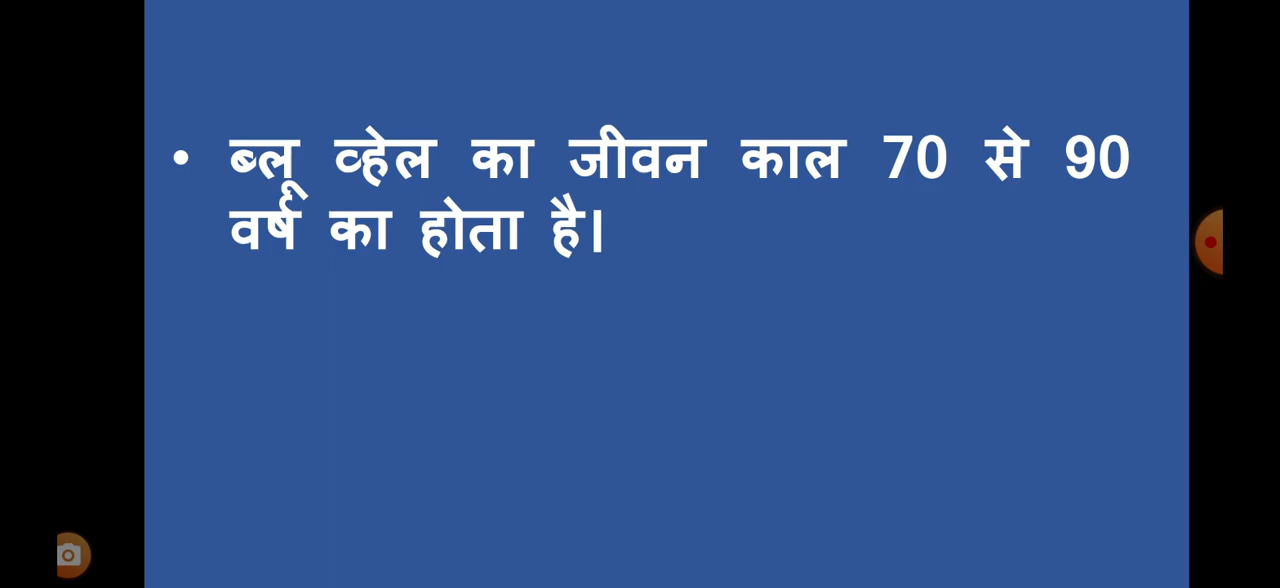 • ब्लू व्हेल का जीवन काल 70 से 90
वर्ष का होता है।